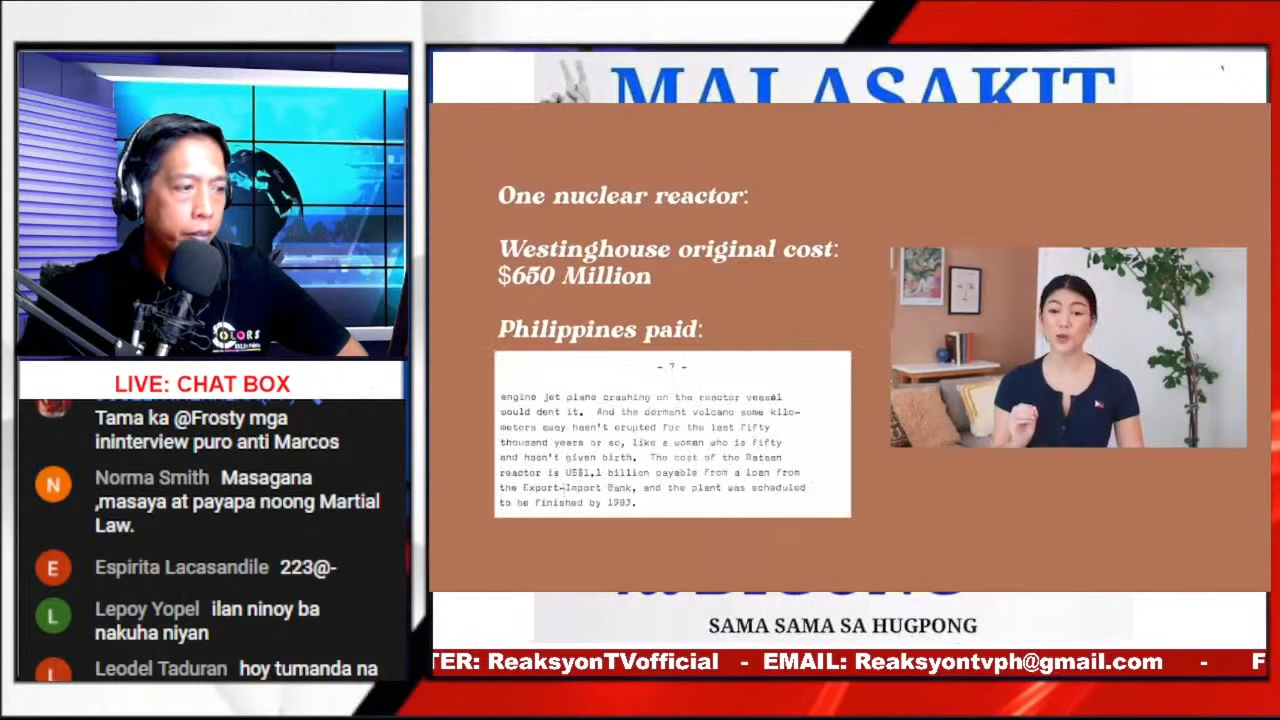 MALASAKIT
One nuclear reactor:
Westinghouse original cost:
$650 Million
Philippines paid:
- 7 -
engine jet plane crashing on the reactor vessel
would dent it. And the dormant volcano some kilo-
meters away hasn't erupted for the last fifty
thousand years or so, like a woman who is fifty
and hasn't given birth. The cost of the Bataan
reactor is US$1.1 billion payable from a loan from
the Export-Import Bank, and the plant was scheduled
to be finished by 1983.
SAMA SAMA SA HUGPONG
TER: ReaksyonTVofficial - EMAIL: Reaksyontvph@gmail.com - F
COLORS
LIVE: CHAT BOX
Tama ka @Frosty mga
ininterview puro anti Marcos
N
Norma Smith Masagana
,masaya at payapa noong Martial
Law.
E
Espirita Lacasandile 223@-
L
Lepoy Yopel ilan ninoy ba
nakuha niyan
Leodel Taduran hoy tumanda na